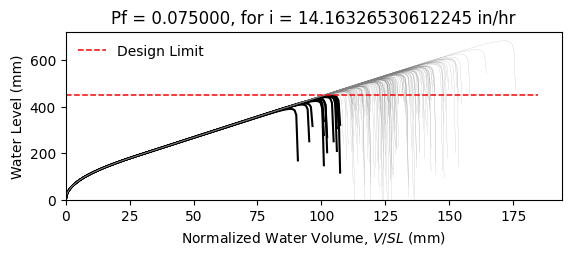 Pf = 0.075000, for i = 14.16326530612245 in/hr
Design Limit
Water Level (mm)
600
400
200
0
0 25 50 75 100 125 150 175
Normalized Water Volume, V/SL (mm)